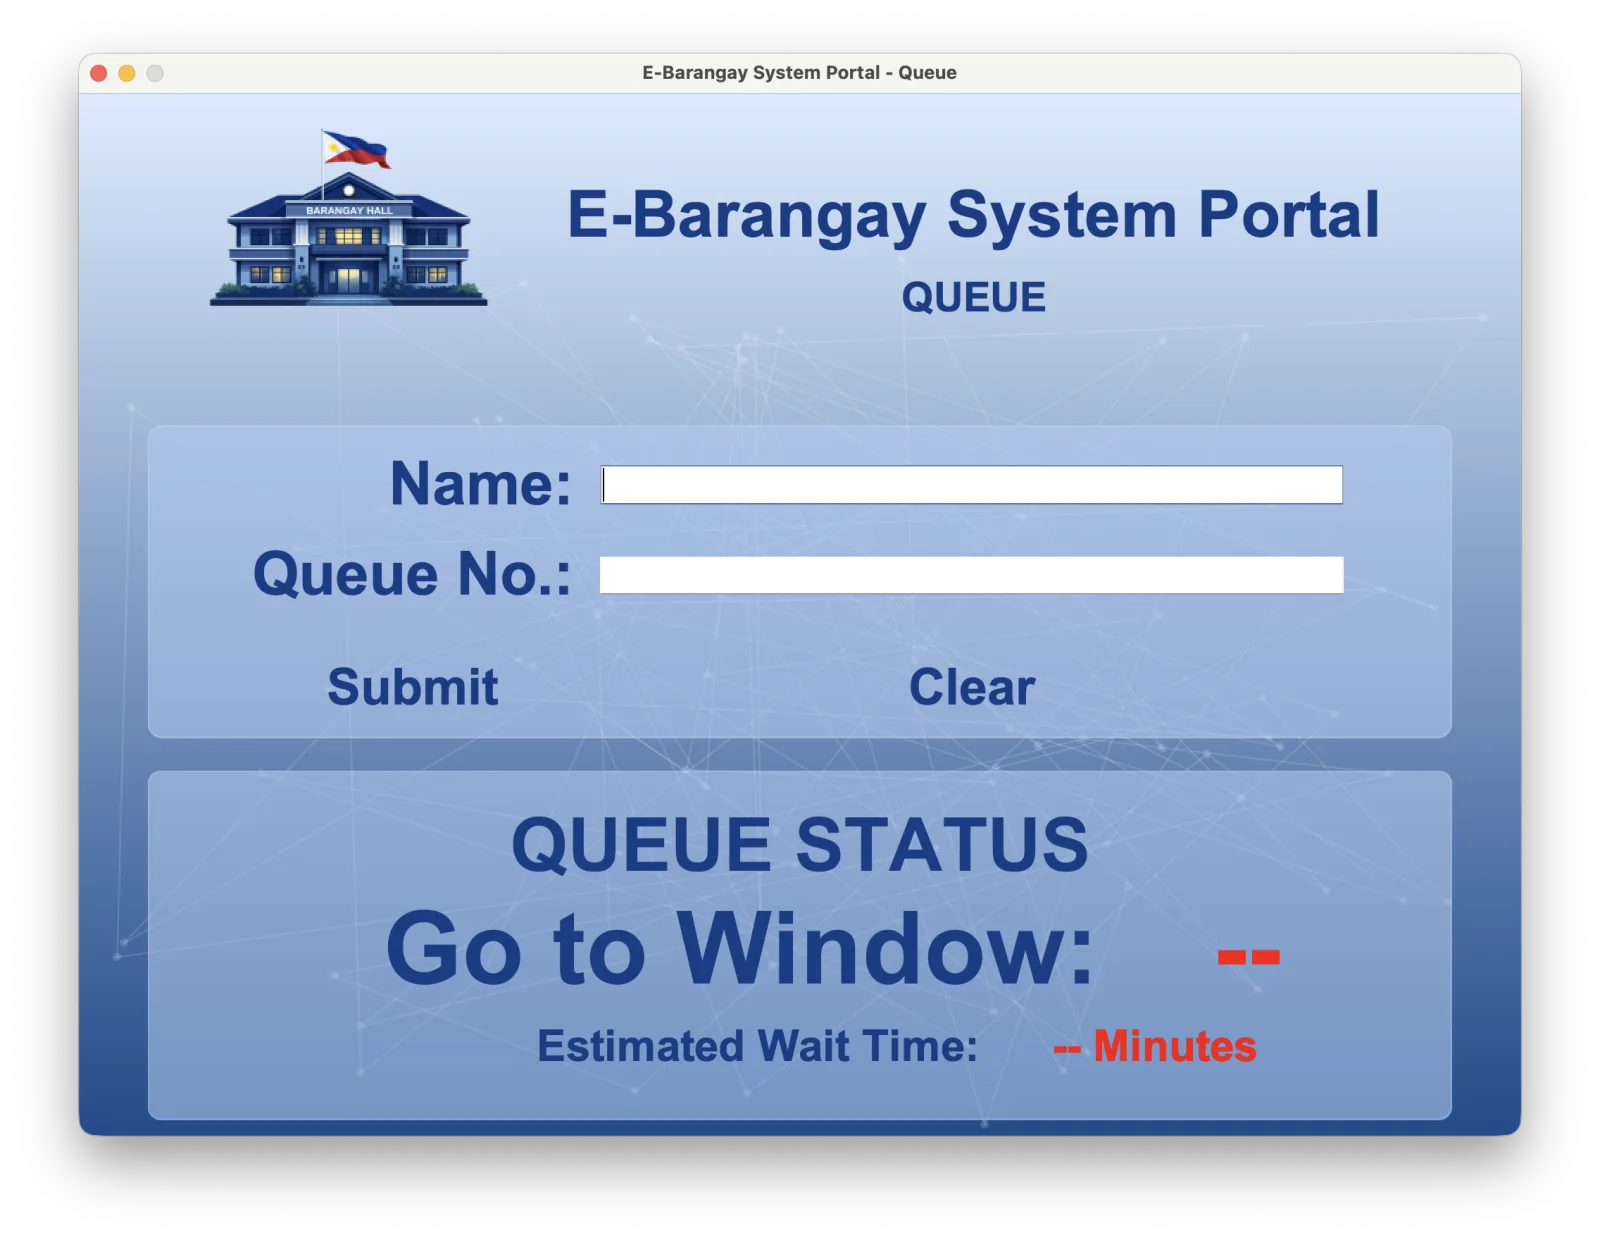 E-Barangay System Portal - Queue
BARANGAY HALL
E-Barangay System Portal
QUEUE
Name:
Queue No.:
Submit Clear
QUEUE STATUS
Go to Window: --
Estimated Wait Time: -- Minutes